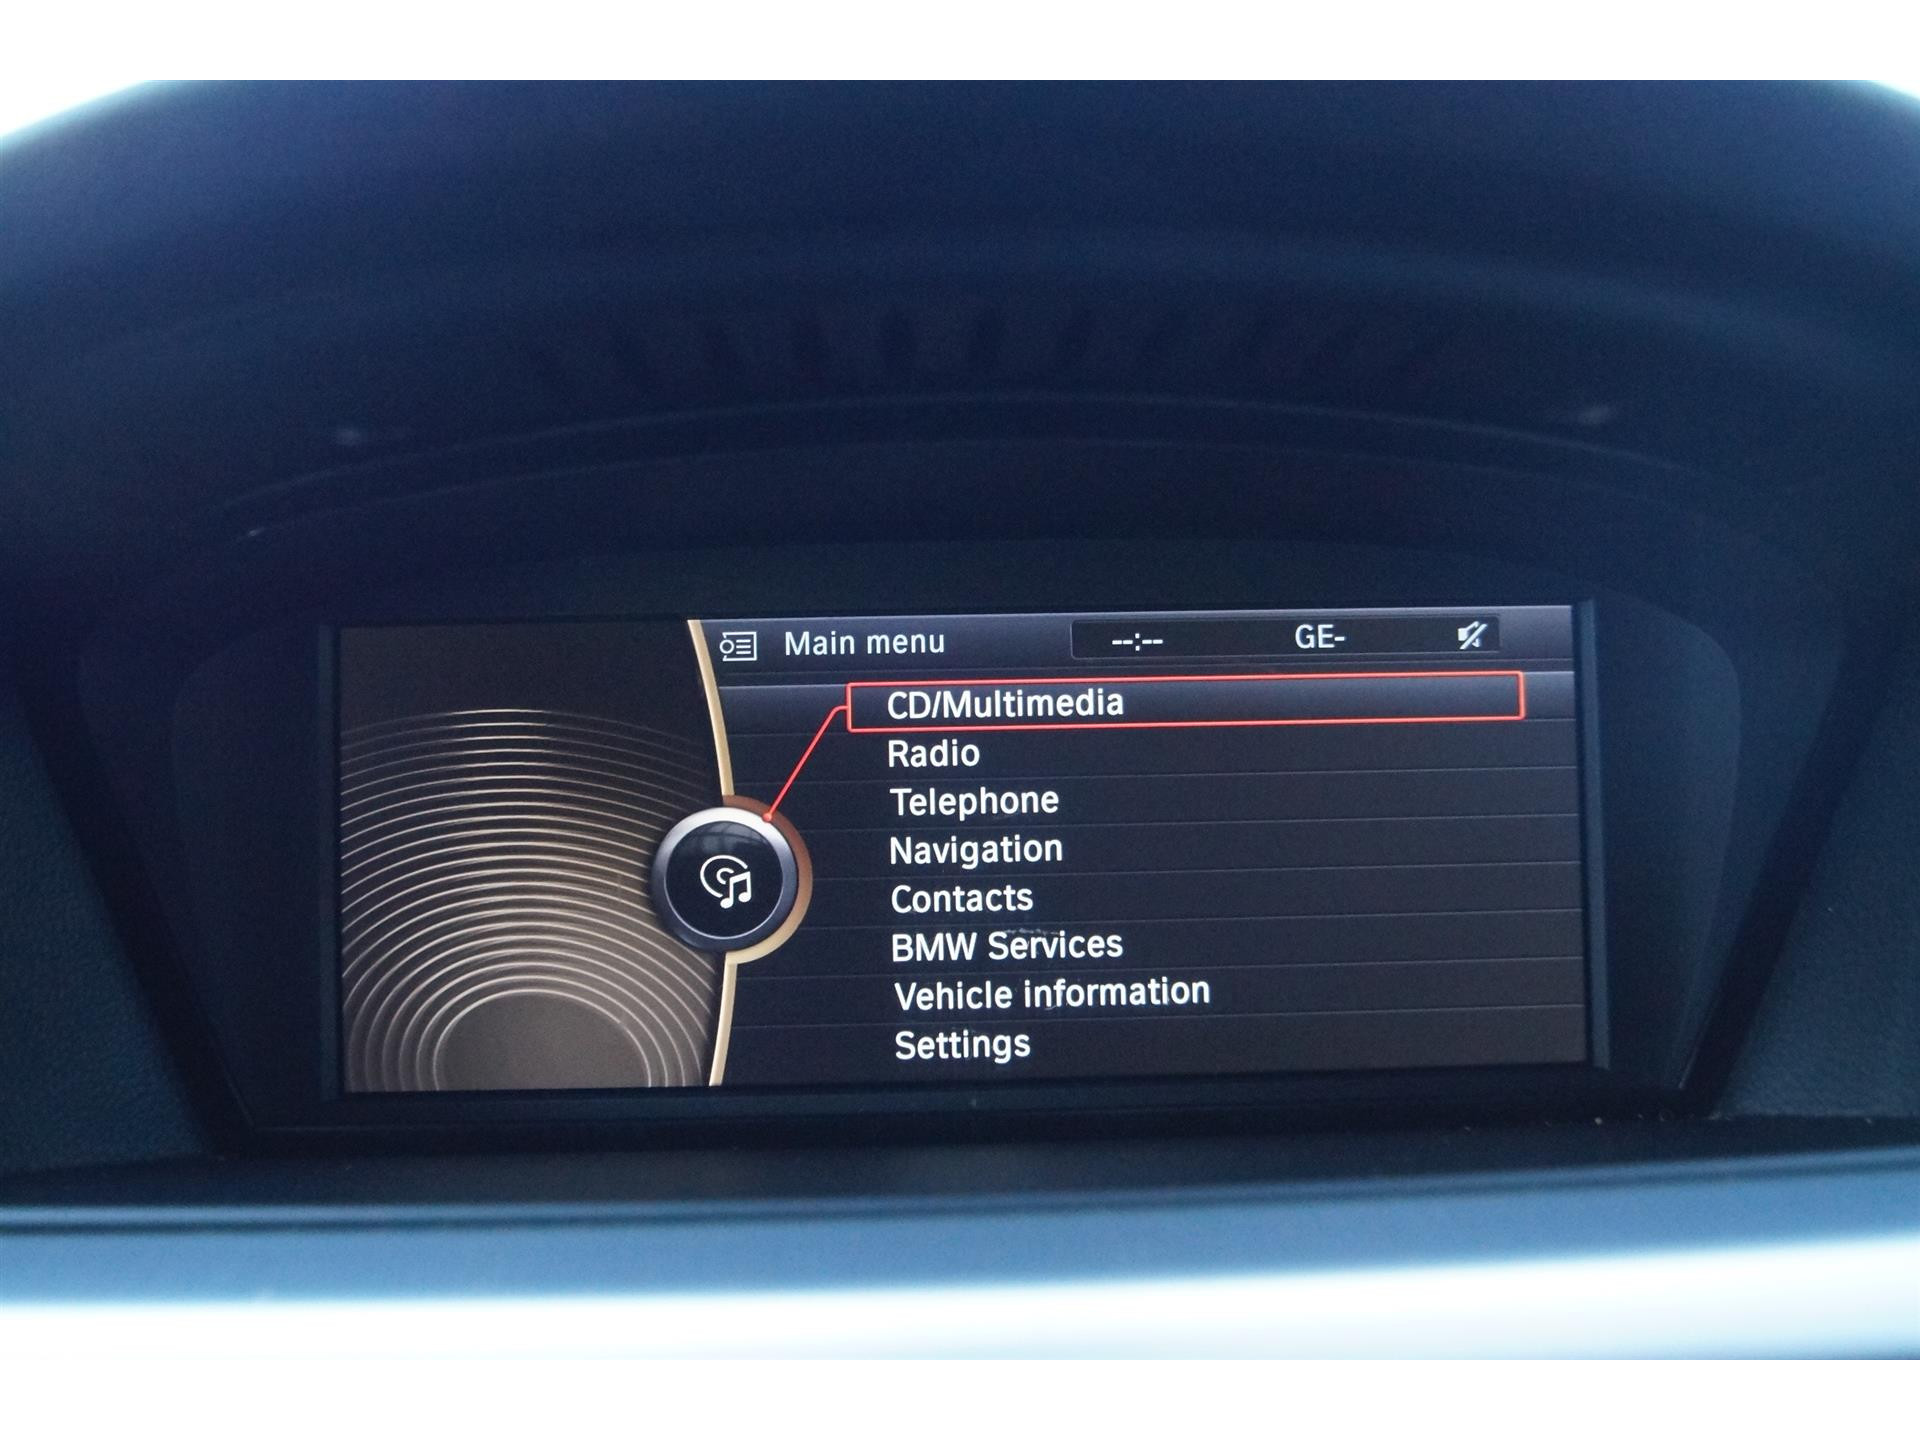 Main menu --:-- GE-
CD/Multimedia
Radio
Telephone
Navigation
Contacts
BMW Services
Vehicle information
Settings